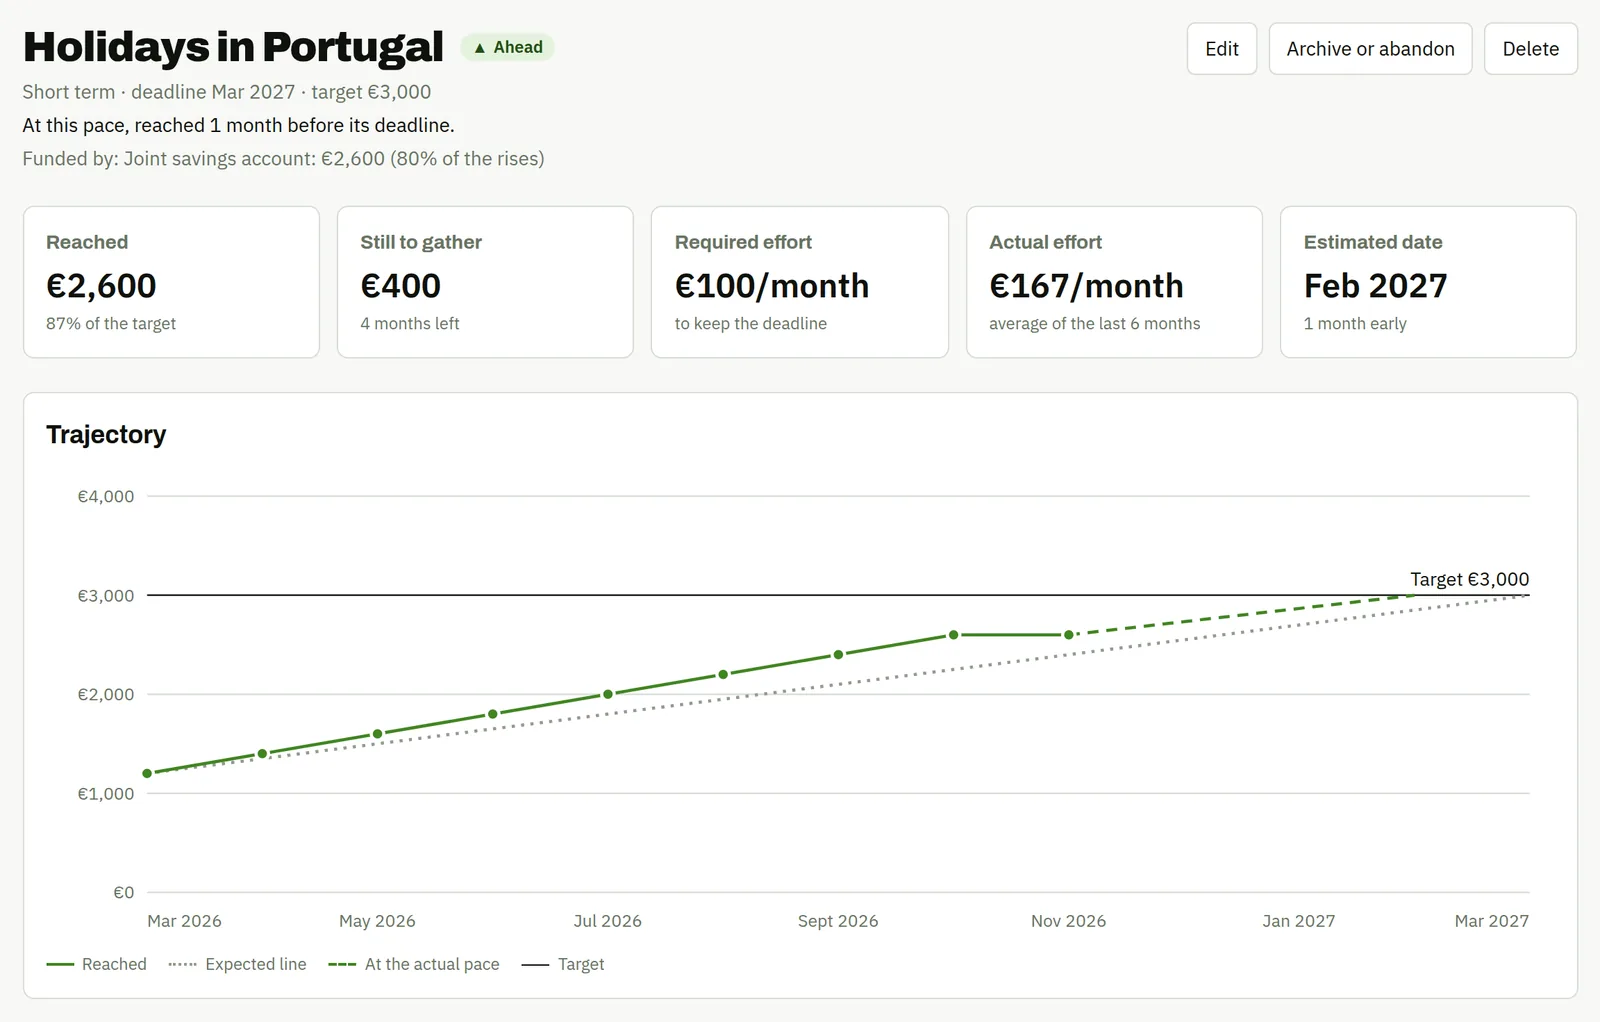 Holidays in Portugal
▲ Ahead
Edit
Archive or abandon
Delete
Short term · deadline Mar 2027 · target €3,000
At this pace, reached 1 month before its deadline.
Funded by: Joint savings account: €2,600 (80% of the rises)
Reached
€2,600
87% of the target
Still to gather
€400
4 months left
Required effort
€100/month
to keep the deadline
Actual effort
€167/month
average of the last 6 months
Estimated date
Feb 2027
1 month early
Trajectory
€4,000
Target €3,000
€3,000
€2,000
€1,000
€0
Mar 2026 May 2026 Jul 2026 Sept 2026 Nov 2026 Jan 2027 Mar 2027
Reached Expected line At the actual pace Target